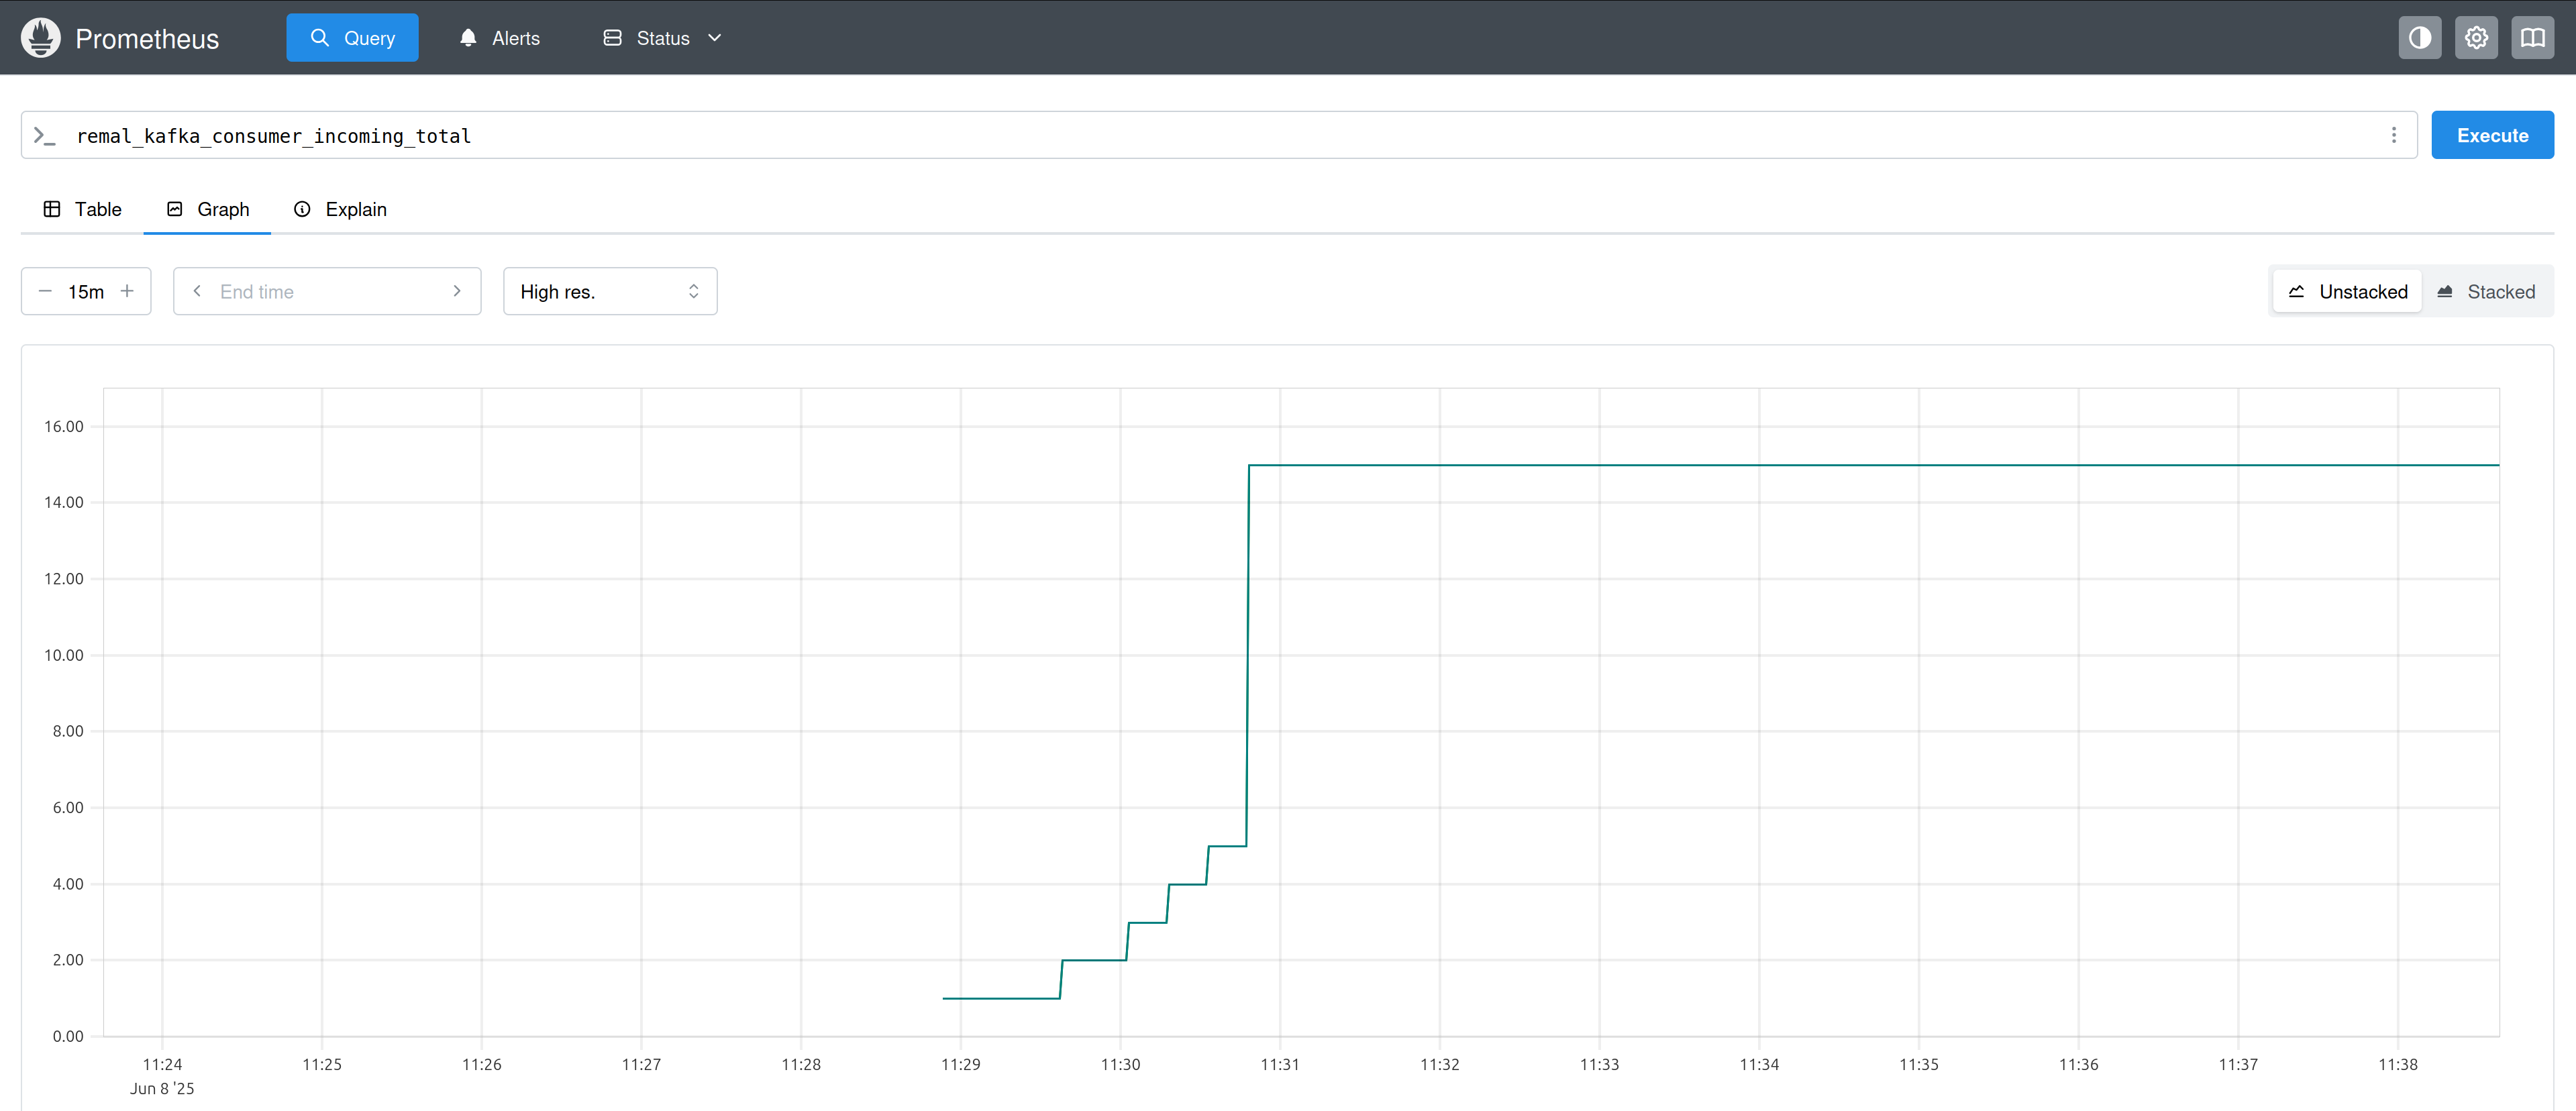 Prometheus Query Alerts Status
remal_kafka_consumer_incoming_total Execute
Table Graph Explain
15m End time High res. Unstacked Stacked
16.00
14.00
12.00
10.00
8.00
6.00
4.00
2.00
0.00
11:24 11:25 11:26 11:27 11:28 11:29 11:30 11:31 11:32 11:33 11:34 11:35 11:36 11:37 11:38
Jun 8 '25